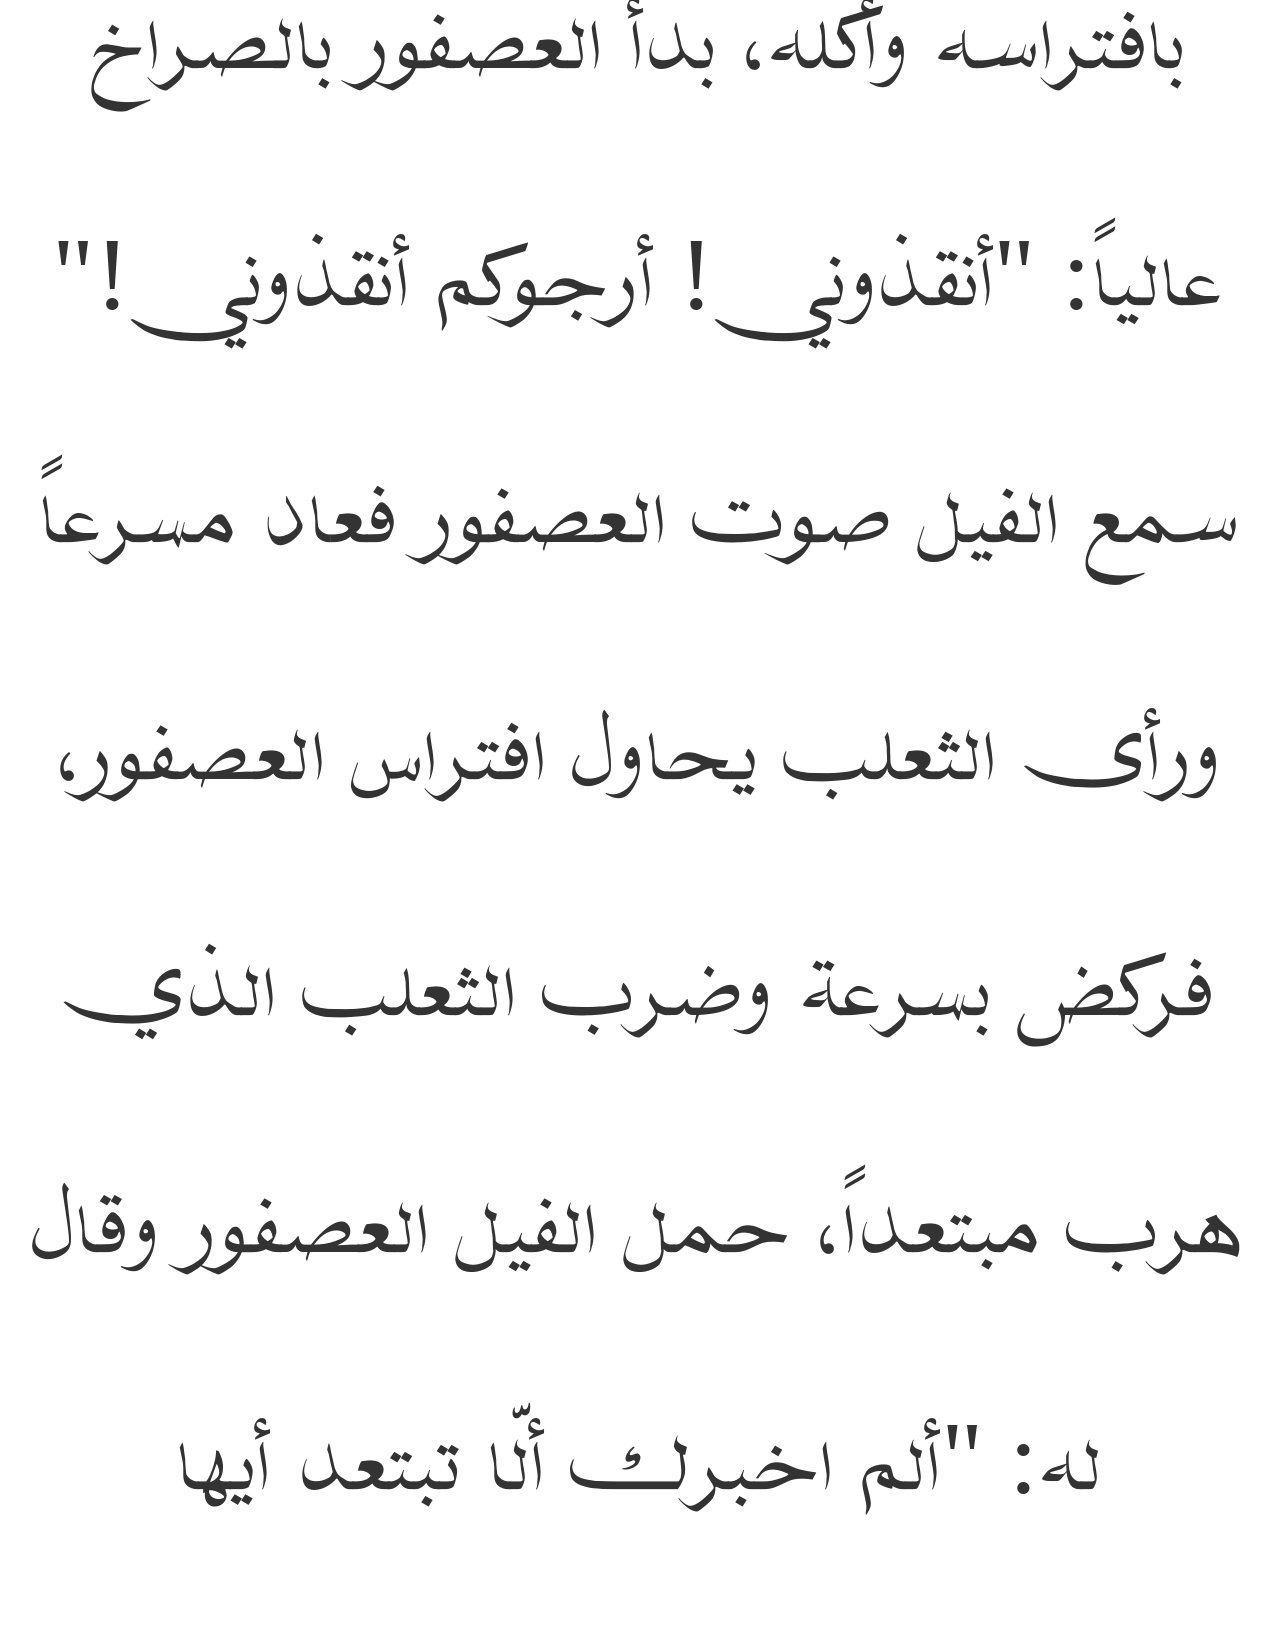 بافتراسه وأكله، بدأ العصفور بالصراخ
عالياً: "أنقذوني! أرجوكم أنقذوني!"
سمع الفيل صوت العصفور فعاد مسرعاً
ورأى الثعلب يحاول افتراس العصفور،
فركض بسرعة وضرب الثعلب الذي
هرب مبتعداً، حمل الفيل العصفور وقال
له: "ألم اخبرك ألّا تبتعد أيها